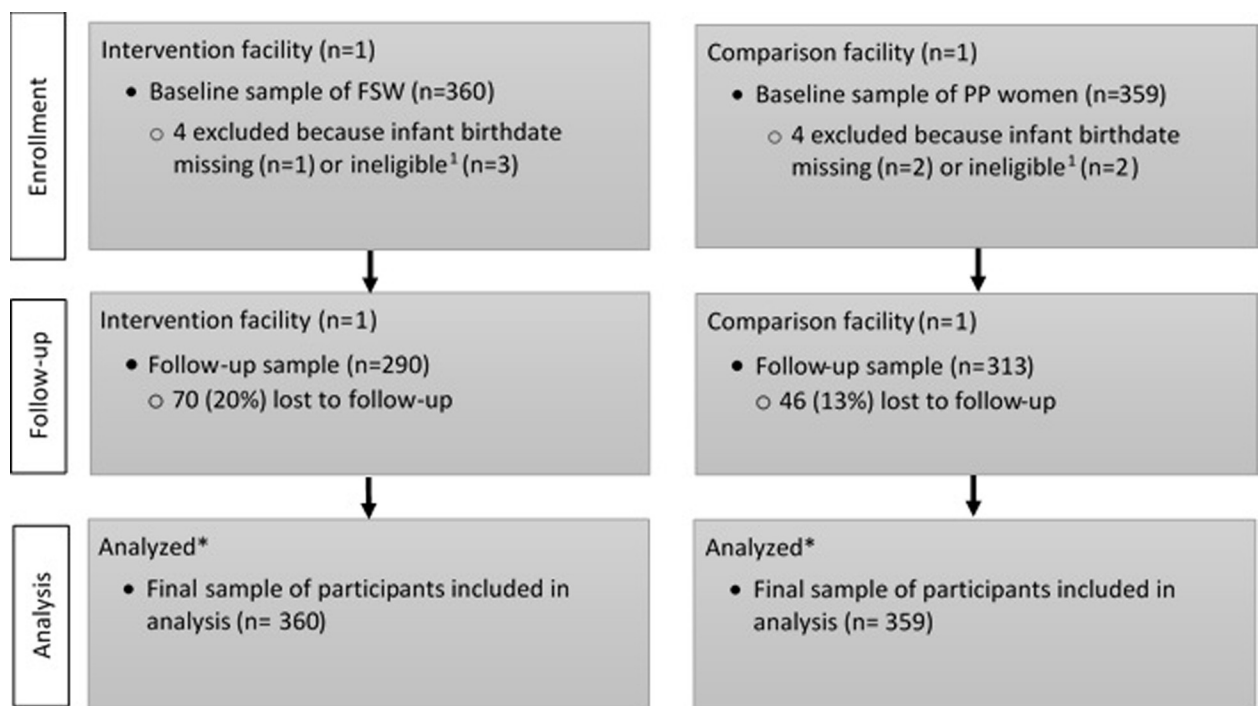 Enrollment
Intervention facility (n=1)
• Baseline sample of FSW (n=360)
○ 4 excluded because infant birthdate
missing (n=1) or ineligible¹ (n=3)
Comparison facility (n=1)
• Baseline sample of PP women (n=359)
○ 4 excluded because infant birthdate
missing (n=2) or ineligible¹ (n=2)
Follow-up
Intervention facility (n=1)
• Follow-up sample (n=290)
○ 70 (20%) lost to follow-up
Comparison facility (n=1)
• Follow-up sample (n=313)
○ 46 (13%) lost to follow-up
Analysis
Analyzed*
• Final sample of participants included in
analysis (n= 360)
Analyzed*
• Final sample of participants included in
analysis (n= 359)